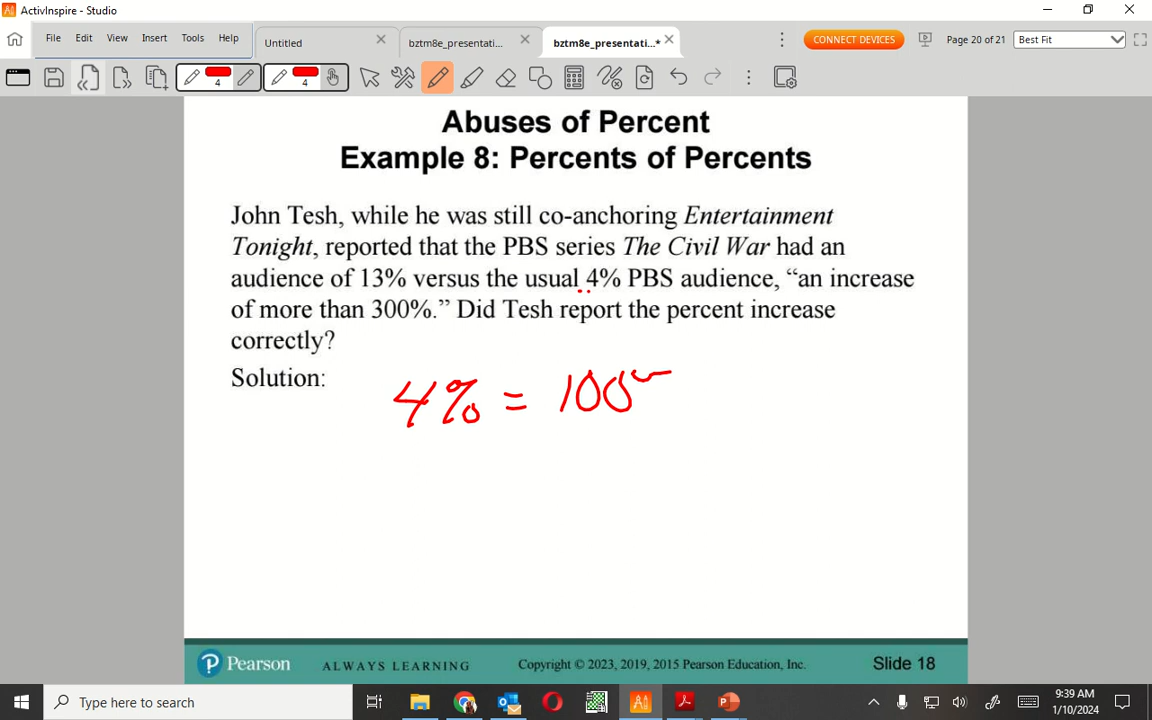 ActivInspire - Studio
File Edit View Insert Tools Help
Untitled
bztm8e_presentati...
bztm8e_presentati...*
CONNECT DEVICES
Page 20 of 21
Best Fit
4
4
Abuses of Percent
Example 8: Percents of Percents
John Tesh, while he was still co-anchoring Entertainment
Tonight, reported that the PBS series The Civil War had an
audience of 13% versus the usual 4% PBS audience, “an increase
of more than 300%.” Did Tesh report the percent increase
correctly?
Solution:
4% = 100
Pearson
ALWAYS LEARNING
Copyright © 2023, 2019, 2015 Pearson Education, Inc.
Slide 18
Type here to search
9:39 AM
1/10/2024